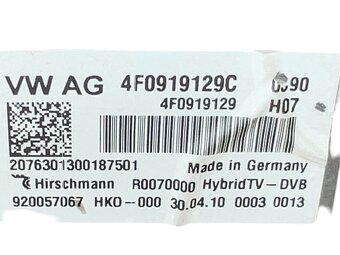 VW AG 4F0919129C 0090
4F0919129 H07
2076301300187501 Made in Germany
Hirschmann R0070000 HybridTV-DVB
920057067 HKO-000 30.04.10 0003 0013